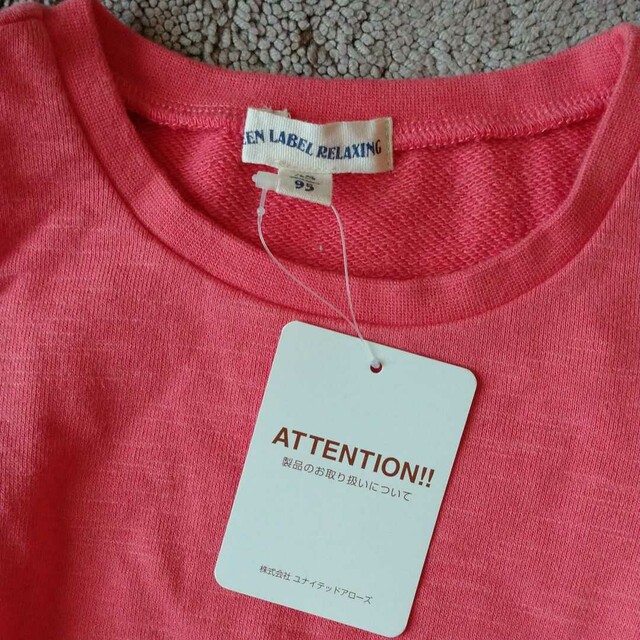 EEN LABEL RELAXING
95
ATTENTION!!
製品のお取り扱いについて
株式会社 ユナイテッドアローズ